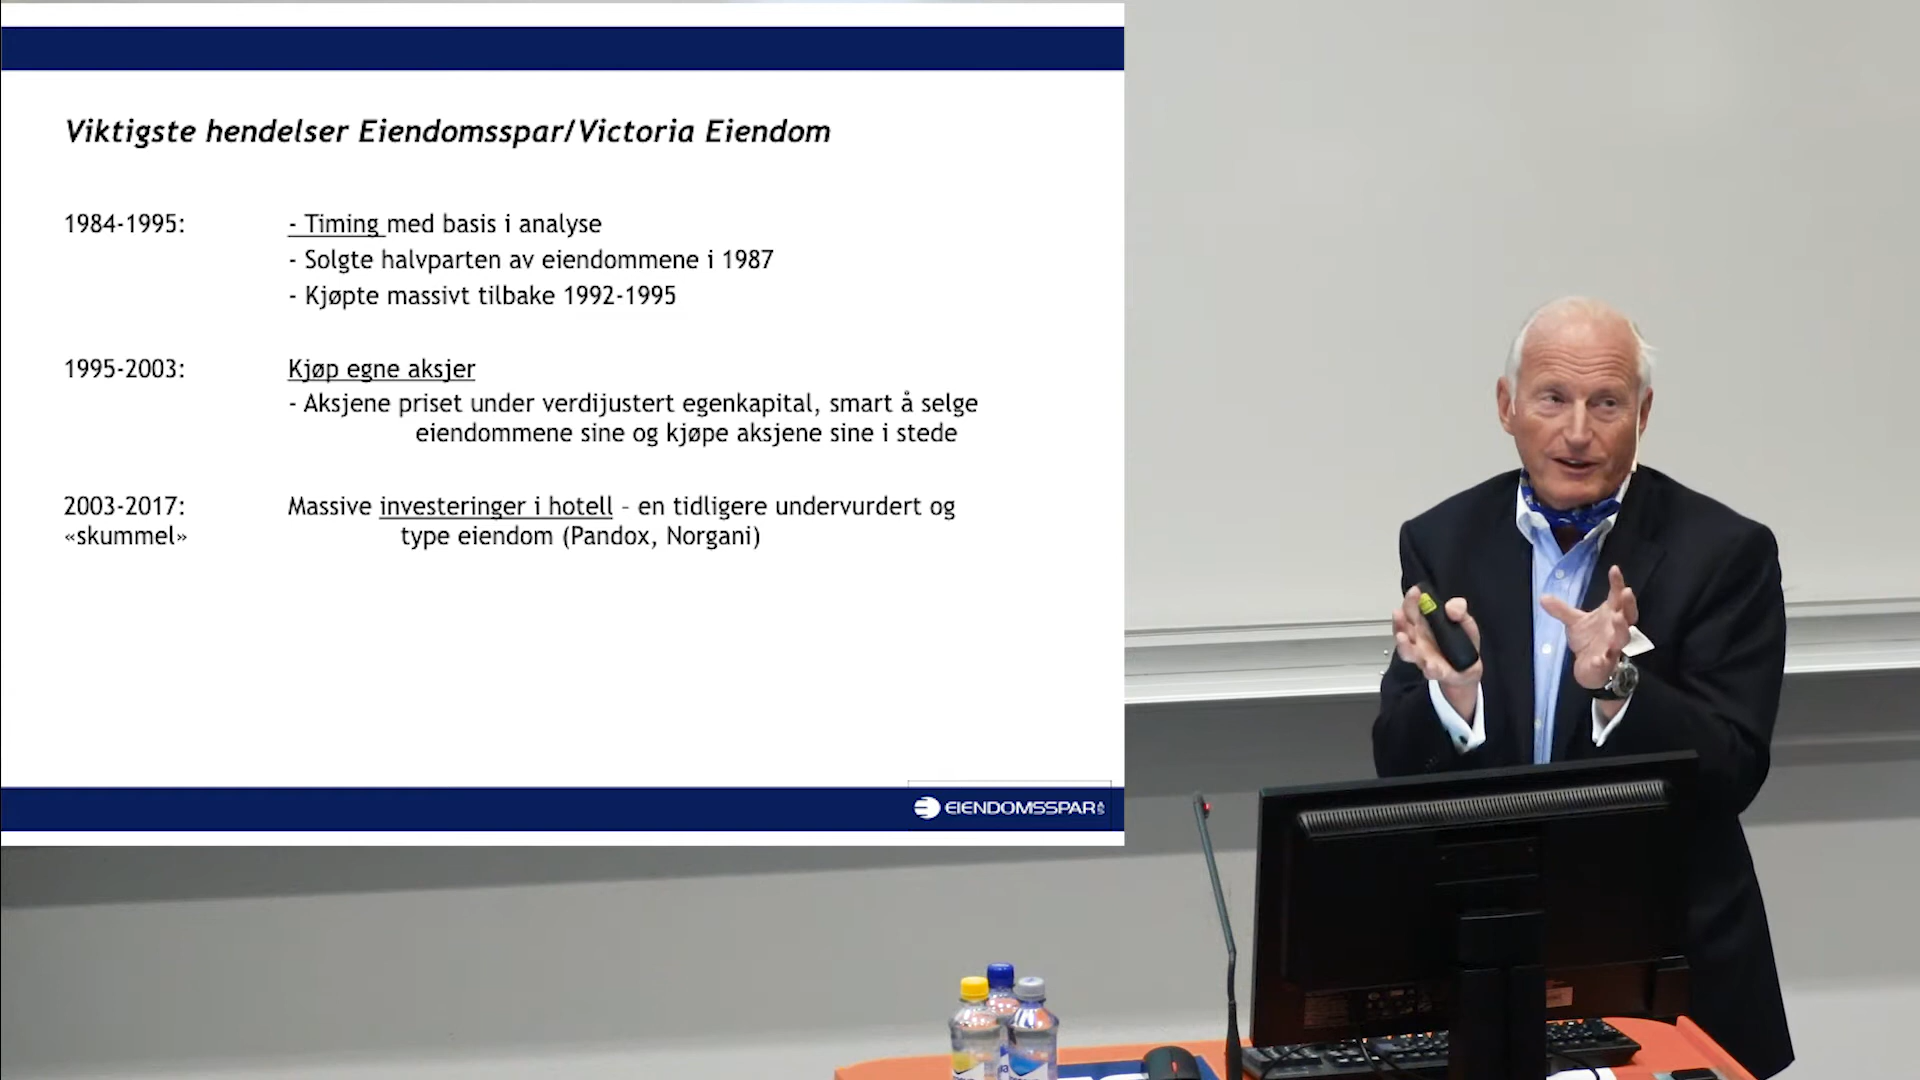 Viktigste hendelser Eiendomsspar/Victoria Eiendom
1984-1995:
- Timing med basis i analyse
- Solgte halvparten av eiendommene i 1987
- Kjøpte massivt tilbake 1992-1995
1995-2003:
Kjøp egne aksjer
- Aksjene priset under verdijustert egenkapital, smart å selge
eiendommene sine og kjøpe aksjene sine i stede
2003-2017:
«skummel»
Massive investeringer i hotell – en tidligere undervurdert og
type eiendom (Pandox, Norgani)
EIENDOMSSPAR AS